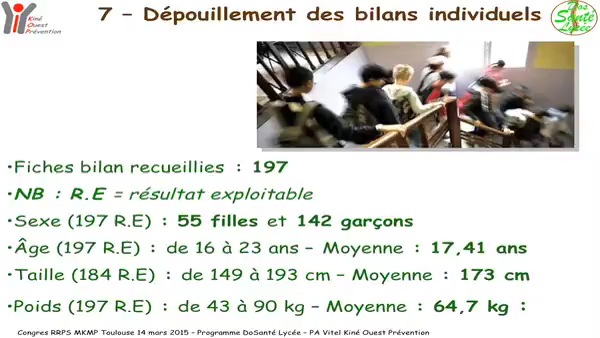 7 – Dépouillement des bilans individuels
Kiné
Ouest
Prévention
Dos
Santé
Lycée
•Fiches bilan recueillies : 197
•NB : R.E = résultat exploitable
•Sexe (197 R.E) : 55 filles et 142 garçons
•Âge (197 R.E) : de 16 à 23 ans – Moyenne : 17,41 ans
•Taille (184 R.E) : de 149 à 193 cm – Moyenne : 173 cm
•Poids (197 R.E) : de 43 à 90 kg – Moyenne : 64,7 kg :
Congres RRPS MKMP Toulouse 14 mars 2015 – Programme DoSanté Lycée – PA Vitel Kiné Ouest Prévention